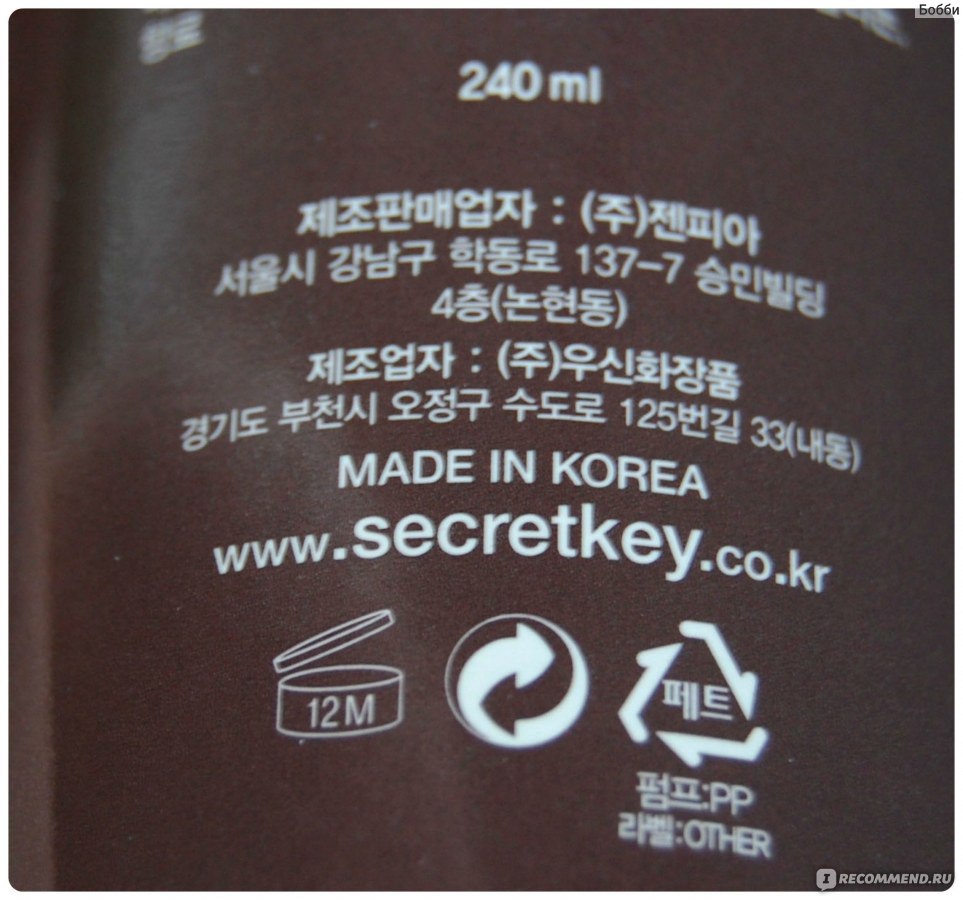 Бобби
240 ml
제조판매업자 : (주)젠피아
서울시 강남구 학동로 137-7 승민빌딩
4층(논현동)
제조업자 : (주)우신화장품
경기도 부천시 오정구 수도로 125번길 33(내동)
MADE IN KOREA
www.secretkey.co.kr
12M
페트
펌프:PP
라벨:OTHER
IRECOMMEND.RU